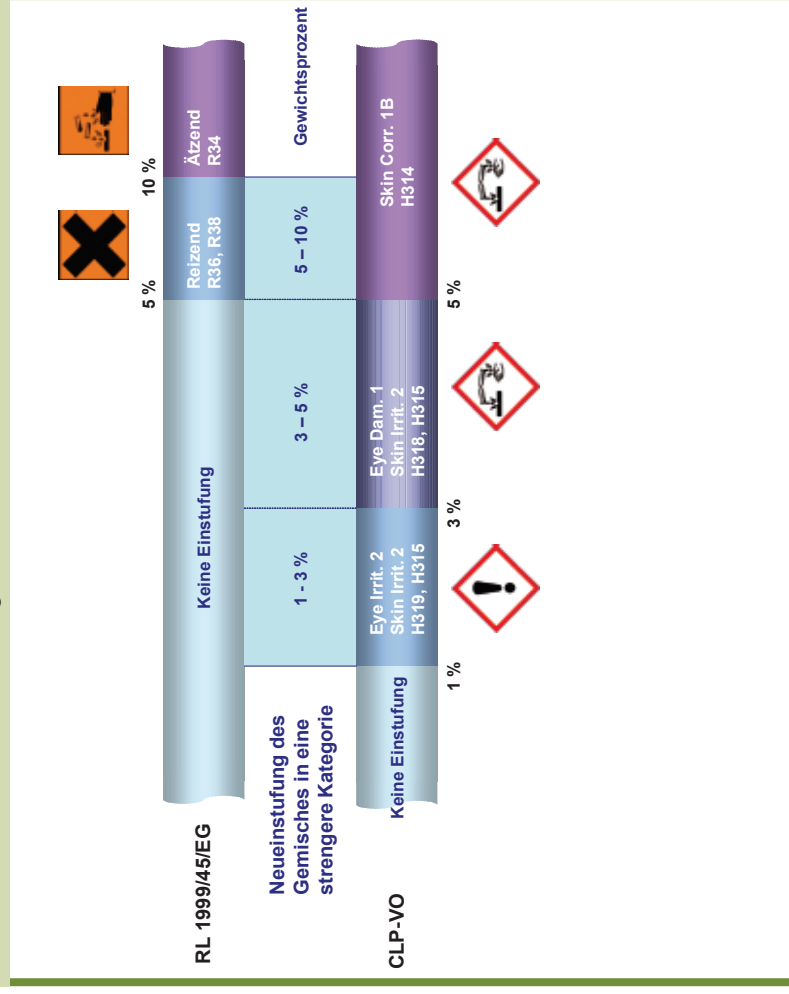 Gewichtsprozent
5 %
10 %
RL 1999/45/EG
Keine Einstufung
Reizend
R36, R38
Ätzend
R34
Neueinstufung des
Gemisches in eine
strengere Kategorie
1 - 3 %
3 – 5 %
5 – 10 %
CLP-VO
Keine Einstufung
Eye Irrit. 2
Skin Irrit. 2
H319, H315
Eye Dam. 1
Skin Irrit. 2
H318, H315
Skin Corr. 1B
H314
1 %
3 %
5 %